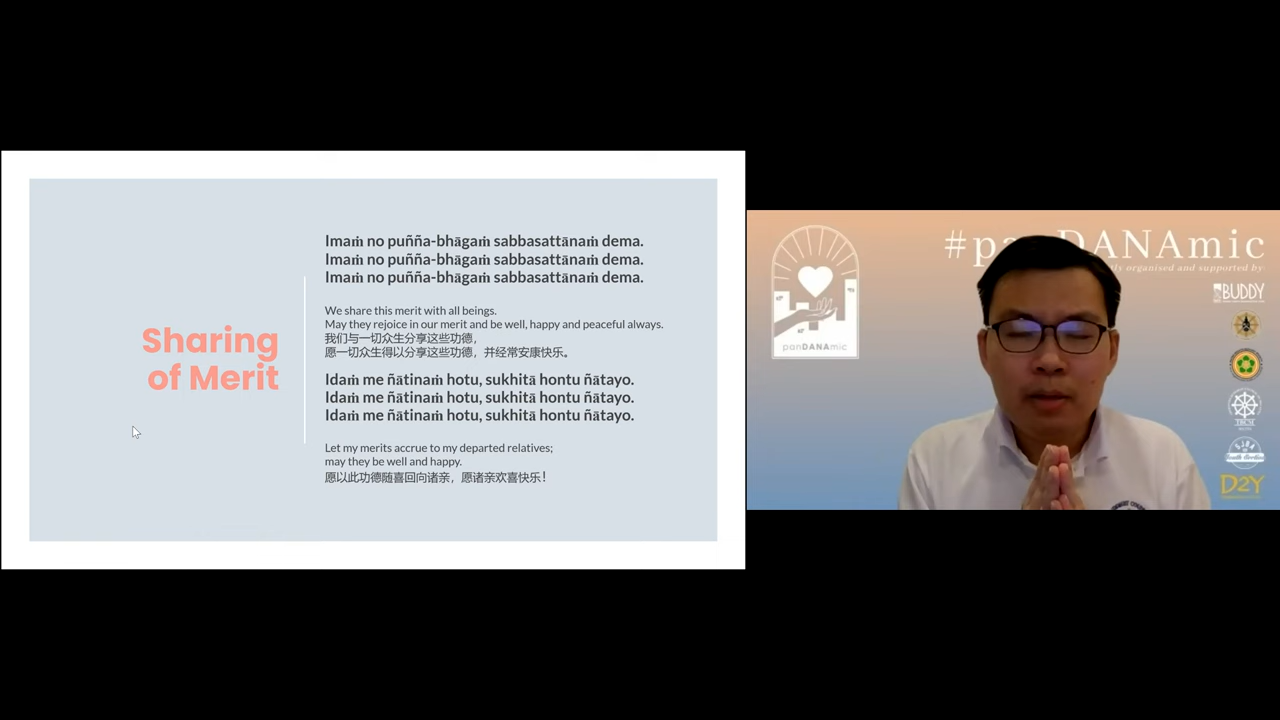 Sharing
of Merit
Imaṁ no puñña-bhāgaṁ sabbasattānaṁ dema.
Imaṁ no puñña-bhāgaṁ sabbasattānaṁ dema.
Imaṁ no puñña-bhāgaṁ sabbasattānaṁ dema.
We share this merit with all beings.
May they rejoice in our merit and be well, happy and peaceful always.
我们与一切众生分享这些功德，
愿一切众生得以分享这些功德，并经常安康快乐。
Idaṁ me ñātinaṁ hotu, sukhitā hontu ñātayo.
Idaṁ me ñātinaṁ hotu, sukhitā hontu ñātayo.
Idaṁ me ñātinaṁ hotu, sukhitā hontu ñātayo.
Let my merits accrue to my departed relatives;
may they be well and happy.
愿以此功德随喜回向诸亲，愿诸亲欢喜快乐！
panDANAmic
DANAmic
organised and supported by
BUDDY
TBCM
D2Y